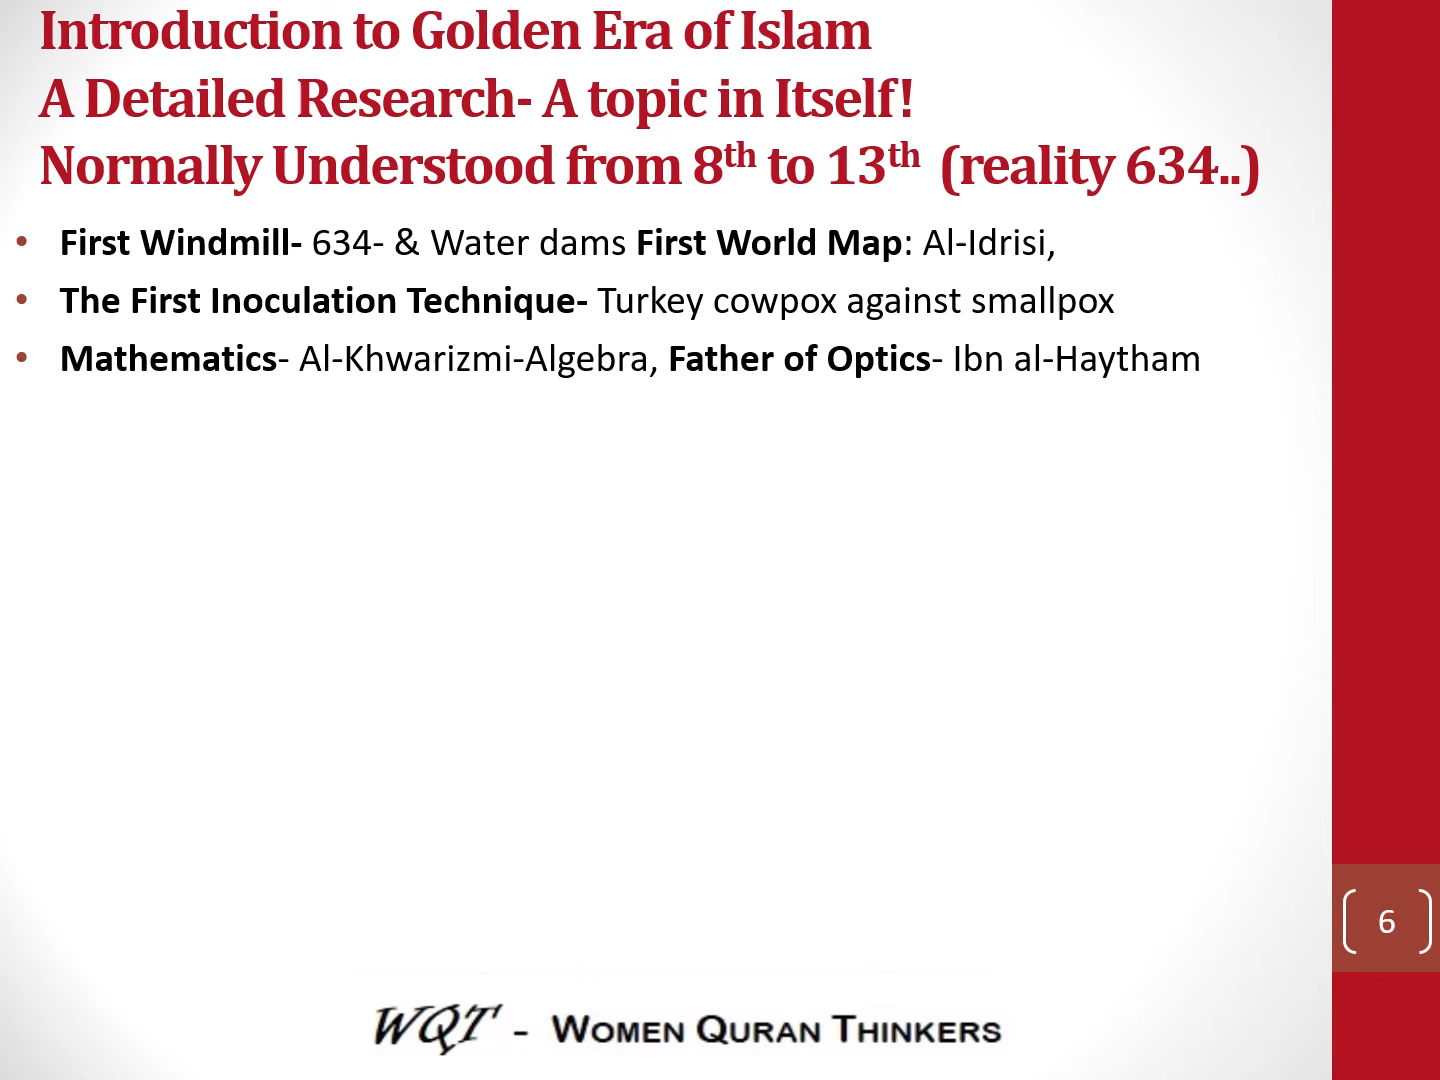 Introduction to Golden Era of Islam
A Detailed Research- A topic in Itself!
Normally Understood from 8th to 13th (reality 634..)
• First Windmill- 634- & Water dams First World Map: Al-Idrisi,
• The First Inoculation Technique- Turkey cowpox against smallpox
• Mathematics- Al-Khwarizmi-Algebra, Father of Optics- Ibn al-Haytham
6
WQT - WOMEN QURAN THINKERS